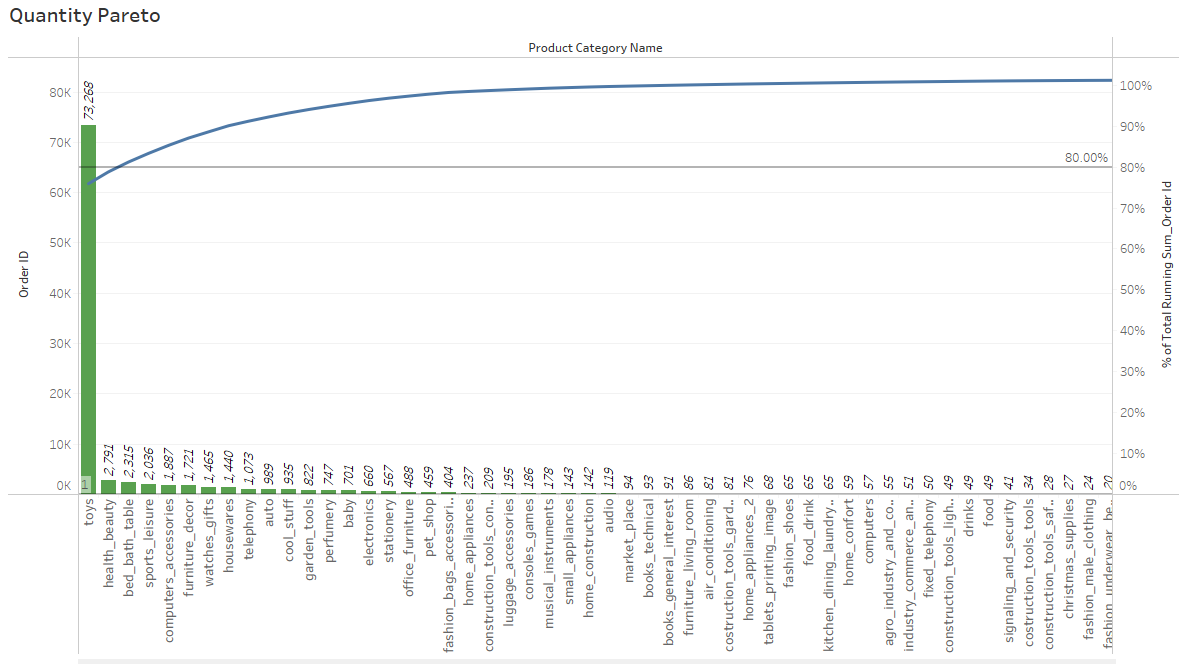 Quantity Pareto
Product Category Name
Order ID
80K
70K
60K
50K
40K
30K
20K
10K
0K
73,268
2,791
2,315
2,036
1,887
1,721
1,465
1,440
1,073
989
935
822
747
701
660
567
488
459
404
237
209
195
186
178
143
142
119
94
93
91
86
81
81
76
68
65
65
65
59
57
55
51
50
49
49
49
41
34
28
27
24
20
1
80.00%
100%
90%
80%
70%
60%
50%
40%
30%
20%
10%
0%
% of Total Running Sum_Order Id
toys
health_beauty
bed_bath_table
sports_leisure
computers_accessories
furniture_decor
watches_gifts
housewares
telephony
auto
cool_stuff
garden_tools
perfumery
baby
electronics
stationery
office_furniture
pet_shop
fashion_bags_accessori..
home_appliances
construction_tools_con..
luggage_accessories
consoles_games
musical_instruments
small_appliances
home_construction
audio
market_place
books_technical
books_general_interest
furniture_living_room
air_conditioning
costruction_tools_gard..
home_appliances_2
tablets_printing_image
fashion_shoes
food_drink
kitchen_dining_laundry..
home_confort
computers
agro_industry_and_co..
industry_commerce_an..
fixed_telephony
construction_tools_ligh..
drinks
food
signaling_and_security
costruction_tools_tools
construction_tools_saf..
christmas_supplies
fashion_male_clothing
fashion_underwear_be..